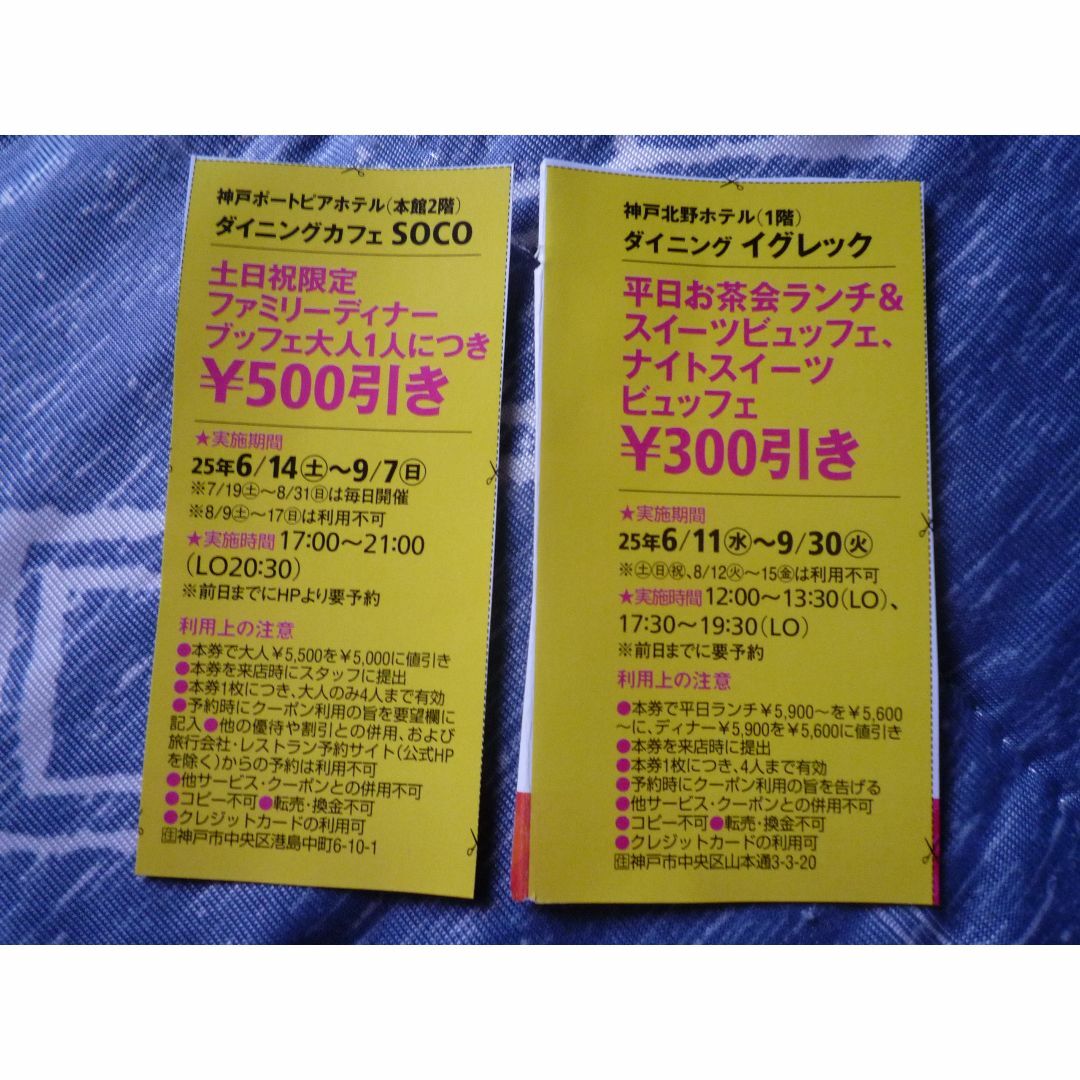 神戸ポートピアホテル(本館2階)
ダイニングカフェ SOCO
土日祝限定
ファミリーディナー
ブッフェ大人1人につき
¥500引き
★実施期間
25年6/14㊏〜9/7㊐
※7/19㊏〜8/31㊐は毎日開催
※8/9㊏〜17㊐は利用不可
★実施時間 17:00〜21:00
(LO20:30)
※前日までにHPより要予約
利用上の注意
●本券で大人¥5,500を¥5,000に値引き
●本券を来店時にスタッフに提出
●本券1枚につき、大人のみ4人まで有効
●予約時にクーポン利用の旨を要望欄に
記入●他の優待や割引との併用、および
旅行会社・レストラン予約サイト(公式HP
を除く)からの予約は利用不可
●他サービス・クーポンとの併用不可
●コピー不可●転売・換金不可
●クレジットカードの利用可
住神戸市中央区港島中町6-10-1
神戸北野ホテル(1階)
ダイニング イグレック
平日お茶会ランチ&
スイーツビュッフェ、
ナイトスイーツ
ビュッフェ
¥300引き
★実施期間
25年6/11㊌〜9/30㊋
※㊏㊐㊗、8/12㊋〜15㊎は利用不可
★実施時間 12:00〜13:30(LO)、
17:30〜19:30(LO)
※前日までに要予約
利用上の注意
●本券で平日ランチ¥5,900〜を¥5,600
〜に、ディナー¥5,900を¥5,600に値引き
●本券を来店時に提出
●本券1枚につき、4人まで有効
●予約時にクーポン利用の旨を告げる
●他サービス・クーポンとの併用不可
●コピー不可●転売・換金不可
●クレジットカードの利用可
住神戸市中央区山本通3-3-20